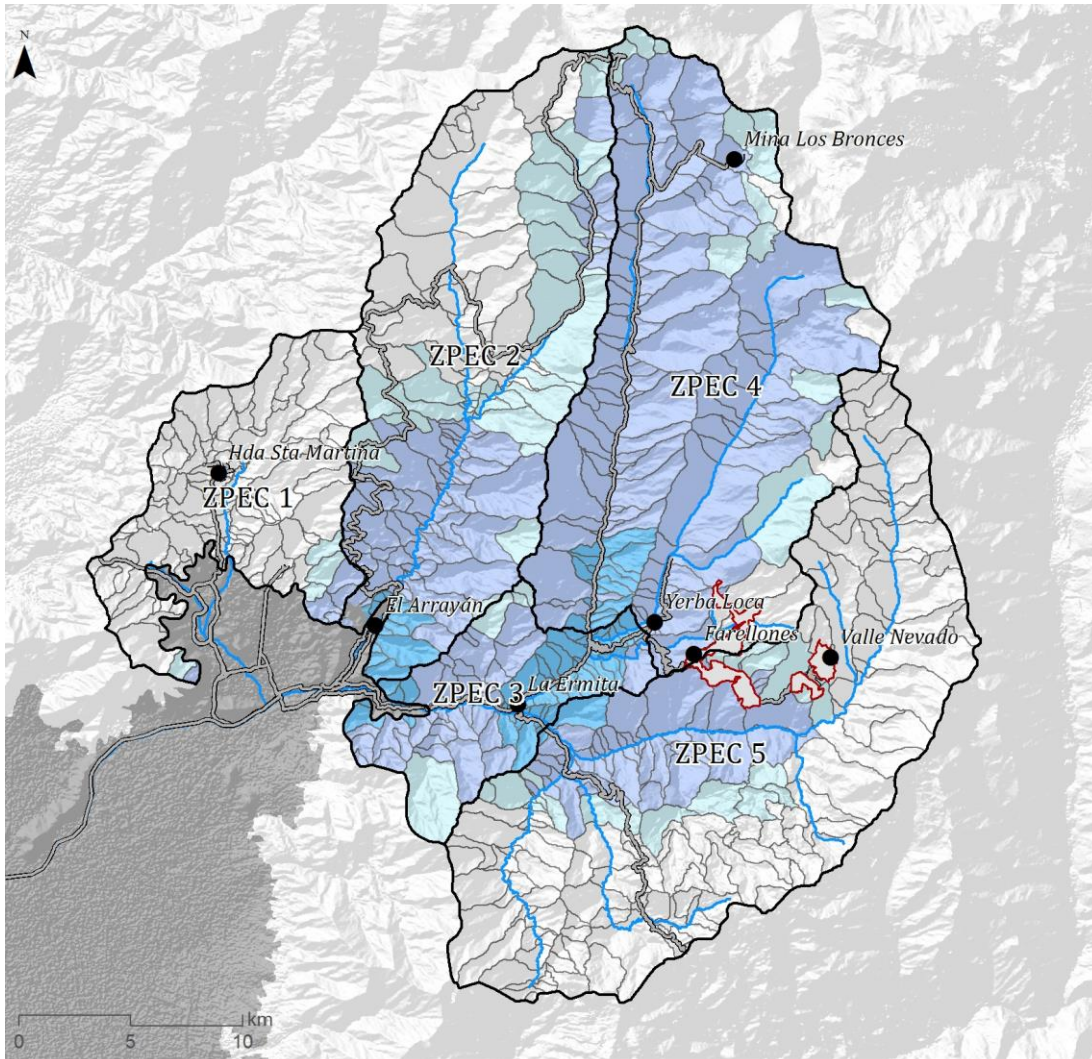 N
Mina Los Bronces
ZPEC 2
ZPEC 4
Hda Sta Martina
ZPEC 1
El Arrayán
Yerba Loca
Farellones
Valle Nevado
ZPEC 3
La Ermita
ZPEC 5
km
0 5 10